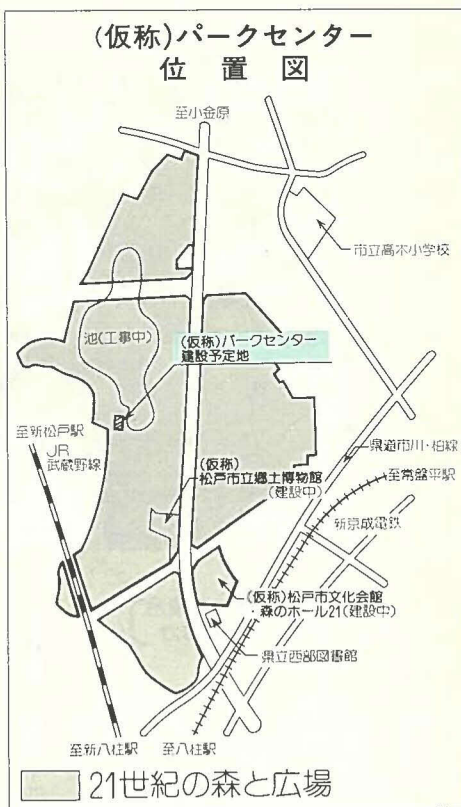 (仮称)パークセンター
位置図
至小金原
市立高木小学校
池(工事中)
(仮称)パークセンター
建設予定地
至新松戸駅
JR
武蔵野線
(仮称)
松戸市立郷土博物館
(建設中)
県道市川・柏線
至常盤平駅
新京成電鉄
(仮称)松戸市文化会館
・森のホール21(建設中)
県立西部図書館
至新八柱駅
至八柱駅
21世紀の森と広場